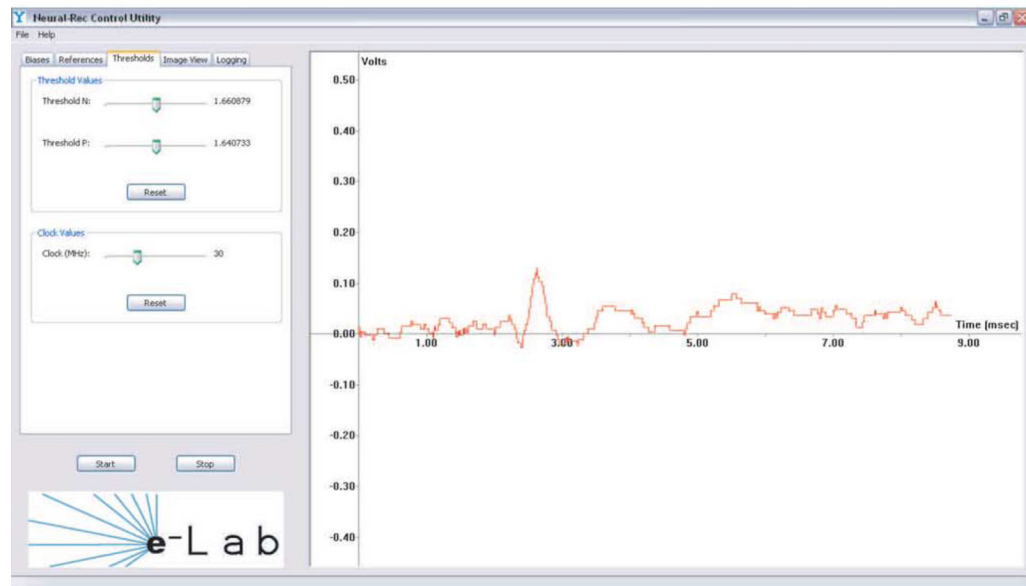 Neural-Rec Control Utility
File Help
Biases References Thresholds Image View Logging
Threshold Values
Threshold N: 1.660879
Threshold P: 1.640733
Reset
Clock Values
Clock (MHz): 30
Reset
Start Stop
e-Lab
Volts
0.50
0.40
0.30
0.20
0.10
0.00
Time (msec)
1.00 3.00 5.00 7.00 9.00
-0.10
-0.20
-0.30
-0.40